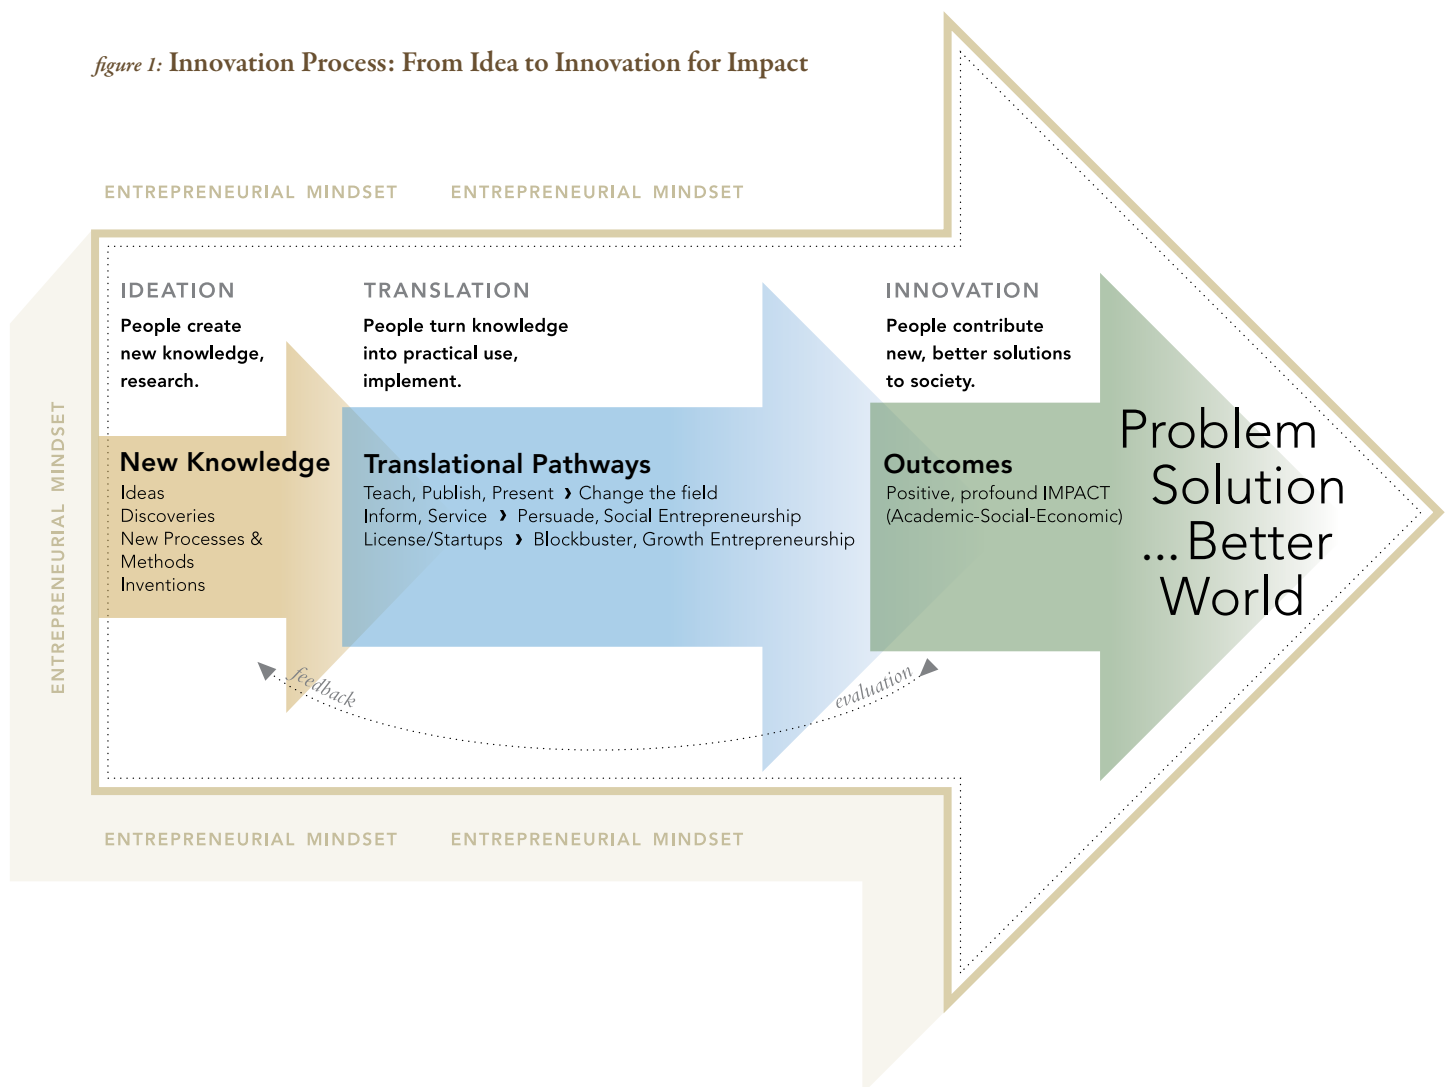 figure 1: Innovation Process: From Idea to Innovation for Impact
ENTREPRENEURIAL MINDSET ENTREPRENEURIAL MINDSET
ENTREPRENEURIAL MINDSET
IDEATION
People create
new knowledge,
research.
New Knowledge
Ideas
Discoveries
New Processes &
Methods
Inventions
TRANSLATION
People turn knowledge
into practical use,
implement.
Translational Pathways
Teach, Publish, Present › Change the field
Inform, Service › Persuade, Social Entrepreneurship
License/Startups › Blockbuster, Growth Entrepreneurship
INNOVATION
People contribute
new, better solutions
to society.
Outcomes
Positive, profound IMPACT
(Academic-Social-Economic)
Problem
Solution
...Better
World
feedback
evaluation
ENTREPRENEURIAL MINDSET ENTREPRENEURIAL MINDSET